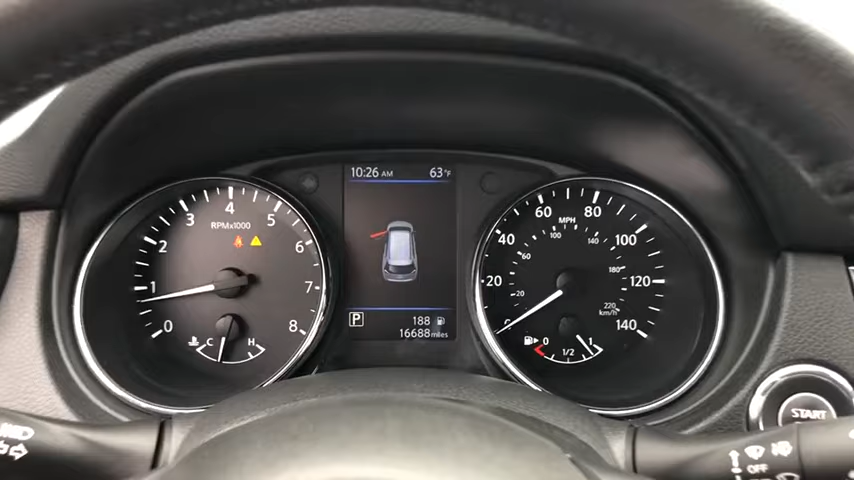 10:26 AM 63°F
RPMx1000
0
1
2
3
4
5
6
7
8
C H
P 188
16688 miles
MPH
0
20
40
60
80
100
120
140
20
60
100
140
180
220
km/h
0 1/2 1
START
OFF